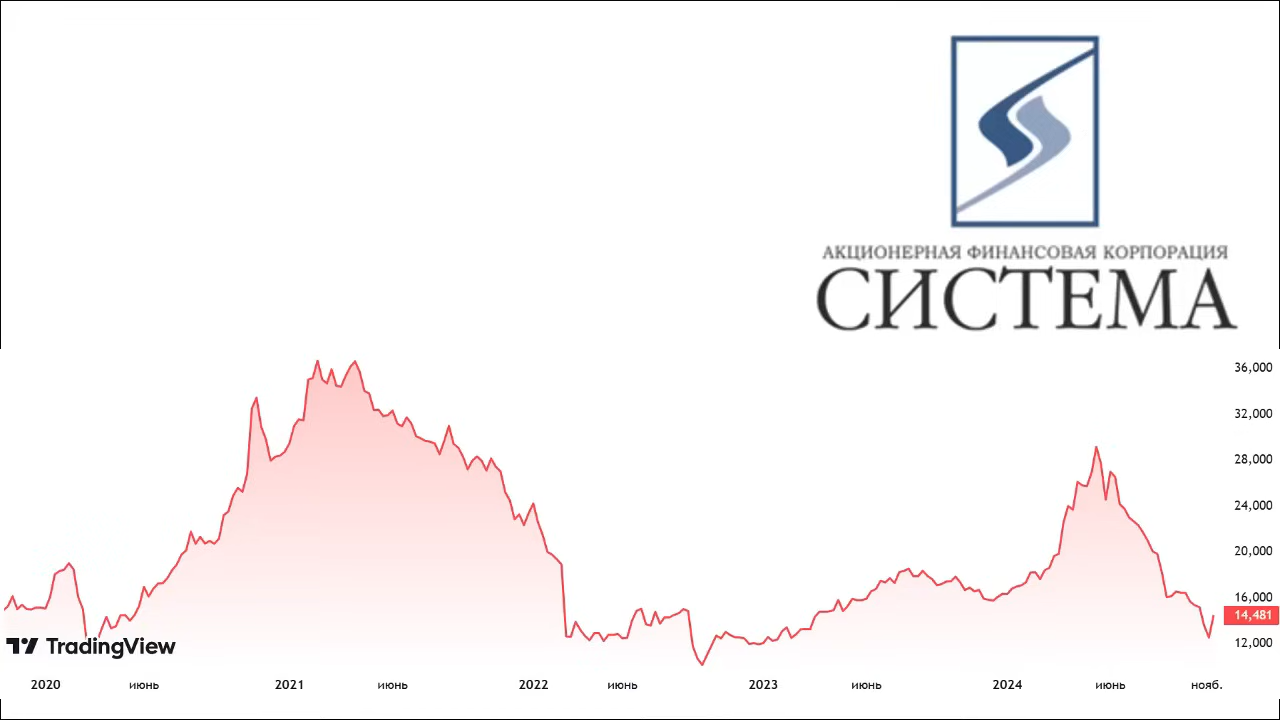 АКЦИОНЕРНАЯ ФИНАНСОВАЯ КОРПОРАЦИЯ
СИСТЕМА
36,000
32,000
28,000
24,000
20,000
16,000
14,481
12,000
TradingView
2020 июнь 2021 июнь 2022 июнь 2023 июнь 2024 июнь нояб.